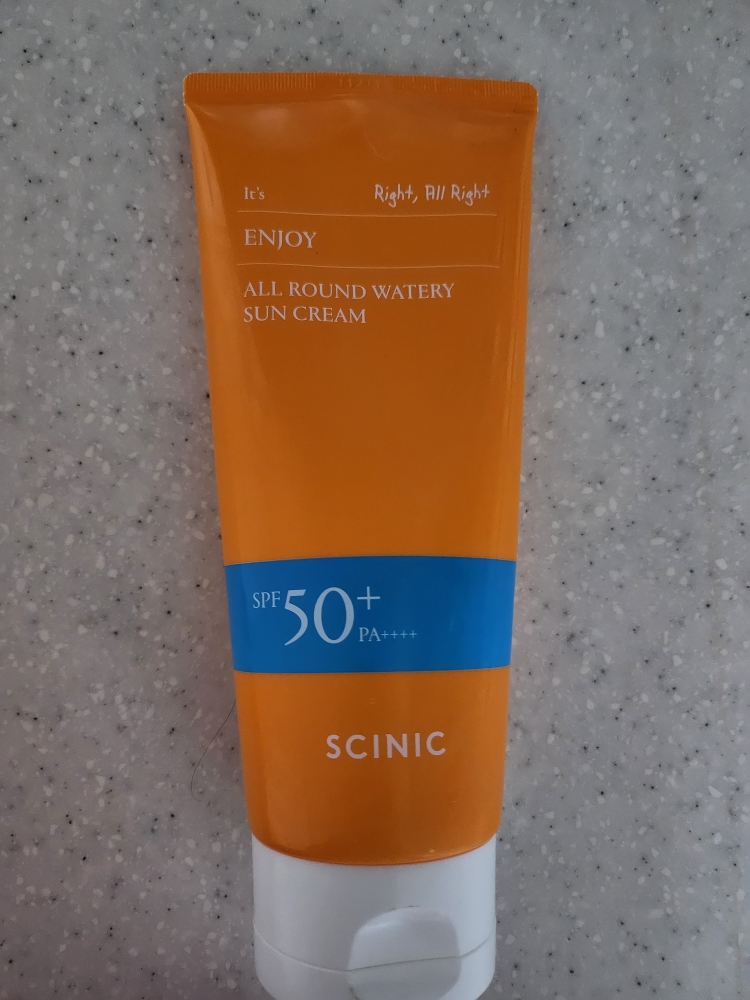 It's Right, All Right
ENJOY
ALL ROUND WATERY
SUN CREAM
SPF 50+
PA++++
SCINIC